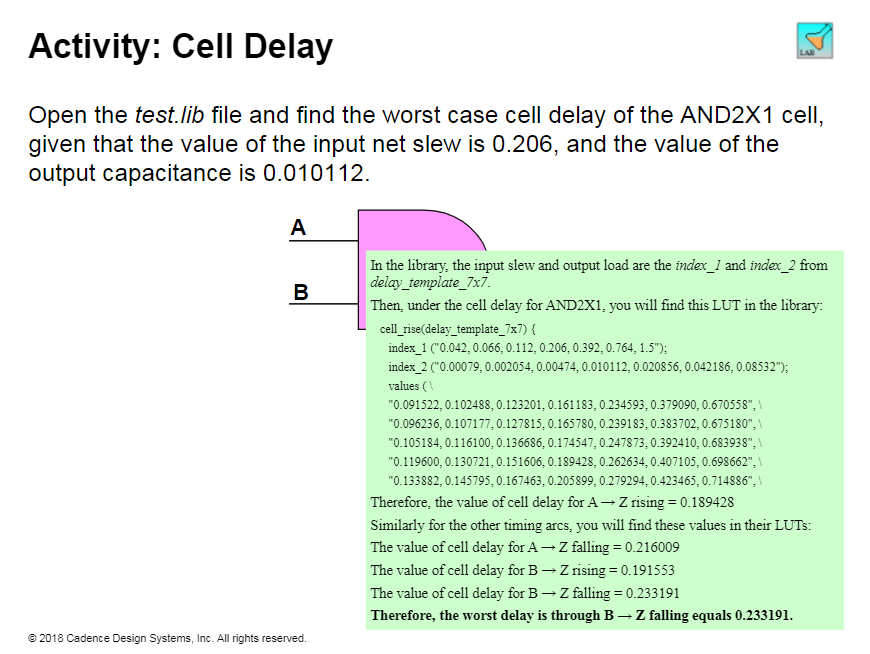 Activity: Cell Delay
LAB
Open the test.lib file and find the worst case cell delay of the AND2X1 cell,
given that the value of the input net slew is 0.206, and the value of the
output capacitance is 0.010112.
A
B
In the library, the input slew and output load are the index_1 and index_2 from
delay_template_7x7.
Then, under the cell delay for AND2X1, you will find this LUT in the library:
cell_rise(delay_template_7x7) {
index_1 ("0.042, 0.066, 0.112, 0.206, 0.392, 0.764, 1.5");
index_2 ("0.00079, 0.002054, 0.00474, 0.010112, 0.020856, 0.042186, 0.08532");
values ( \
"0.091522, 0.102488, 0.123201, 0.161183, 0.234593, 0.379090, 0.670558", \
"0.096236, 0.107177, 0.127815, 0.165780, 0.239183, 0.383702, 0.675180", \
"0.105184, 0.116100, 0.136686, 0.174547, 0.247873, 0.392410, 0.683938", \
"0.119600, 0.130721, 0.151606, 0.189428, 0.262634, 0.407105, 0.698662", \
"0.133882, 0.145795, 0.167463, 0.205899, 0.279294, 0.423465, 0.714886", \
Therefore, the value of cell delay for A → Z rising = 0.189428
Similarly for the other timing arcs, you will find these values in their LUTs:
The value of cell delay for A → Z falling = 0.216009
The value of cell delay for B → Z rising = 0.191553
The value of cell delay for B → Z falling = 0.233191
Therefore, the worst delay is through B → Z falling equals 0.233191.
© 2018 Cadence Design Systems, Inc. All rights reserved.